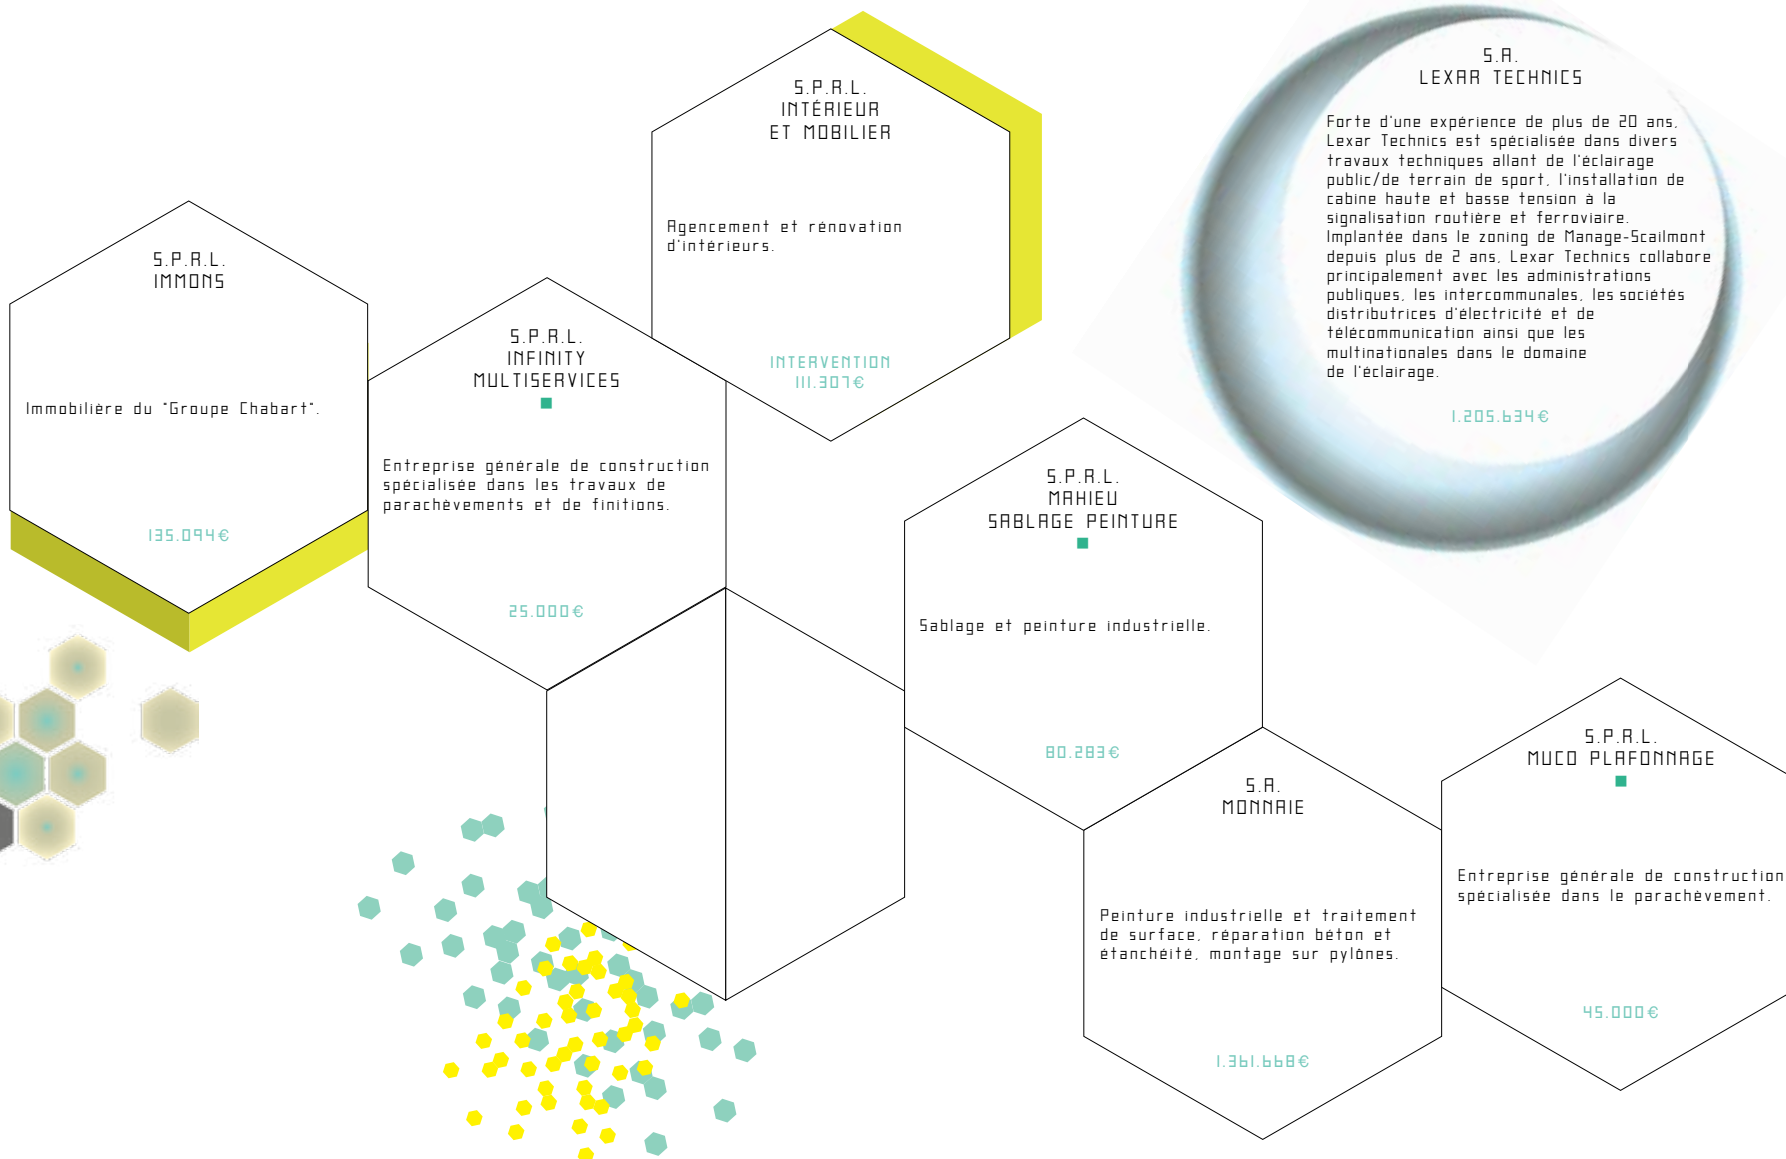 S.P.R.L.
IMMONS
Immobilière du "Groupe Chabart".
135.094€
S.P.R.L.
INFINITY
MULTISERVICES
Entreprise générale de construction
spécialisée dans les travaux de
parachèvements et de finitions.
25.000€
S.P.R.L.
INTÉRIEUR
ET MOBILIER
Agencement et rénovation
d'intérieurs.
INTERVENTION
111.307€
S.A.
LEXAR TECHNICS
Forte d'une expérience de plus de 20 ans,
Lexar Technics est spécialisée dans divers
travaux techniques allant de l'éclairage
public/de terrain de sport, l'installation de
cabine haute et basse tension à la
signalisation routière et ferroviaire.
Implantée dans le zoning de Manage-Scailmont
depuis plus de 2 ans, Lexar Technics collabore
principalement avec les administrations
publiques, les intercommunales, les sociétés
distributrices d'électricité et de
télécommunication ainsi que les
multinationales dans le domaine
de l'éclairage.
1.205.634€
S.P.R.L.
MAHIEU
SABLAGE PEINTURE
Sablage et peinture industrielle.
80.283€
S.A.
MONNAIE
Peinture industrielle et traitement
de surface, réparation béton et
étanchéité, montage sur pylônes.
1.361.668€
S.P.R.L.
MUCO PLAFONNAGE
Entreprise générale de construction
spécialisée dans le parachèvement.
45.000€